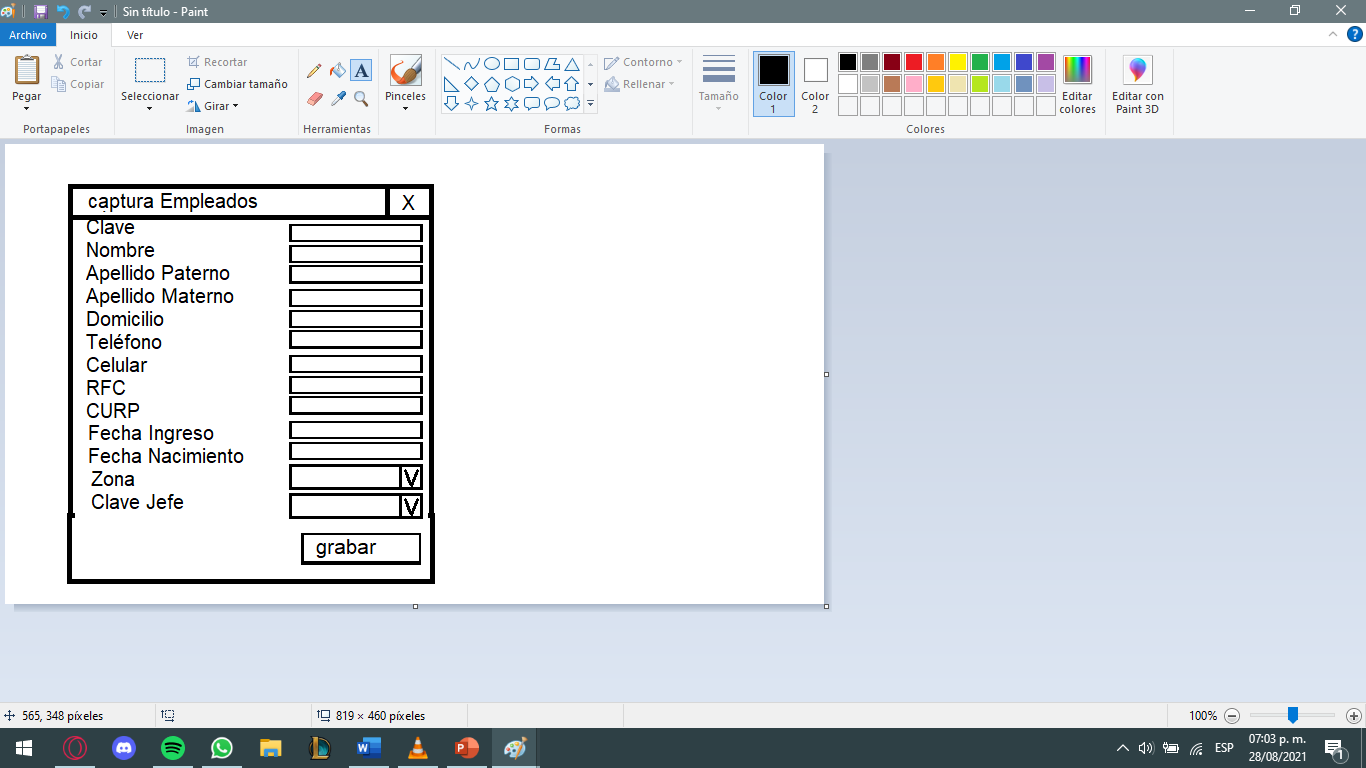 Sin título - Paint
Archivo Inicio Ver
Pegar
Cortar
Copiar
Portapapeles
Seleccionar
Recortar
Cambiar tamaño
Girar
Imagen
A
Herramientas
Pinceles
Contorno
Rellenar
Formas
Tamaño
Color
1
Color
2
Colores
Editar
colores
Editar con
Paint 3D
captura Empleados X
Clave
Nombre
Apellido Paterno
Apellido Materno
Domicilio
Teléfono
Celular
RFC
CURP
Fecha Ingreso
Fecha Nacimiento
Zona V
Clave Jefe V
grabar
565, 348 píxeles 819 × 460 píxeles 100%
ESP
07:03 p. m.
28/08/2021
1